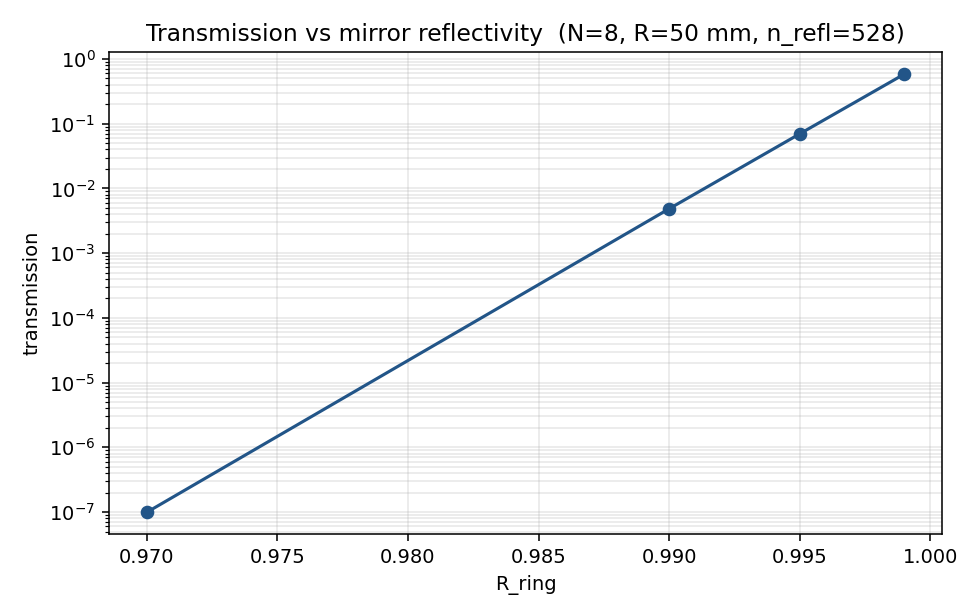 Transmission vs mirror reflectivity  (N=8, R=50 mm, n_refl=528)
transmission
10⁰
10⁻¹
10⁻²
10⁻³
10⁻⁴
10⁻⁵
10⁻⁶
10⁻⁷
0.970 0.975 0.980 0.985 0.990 0.995 1.000
R_ring